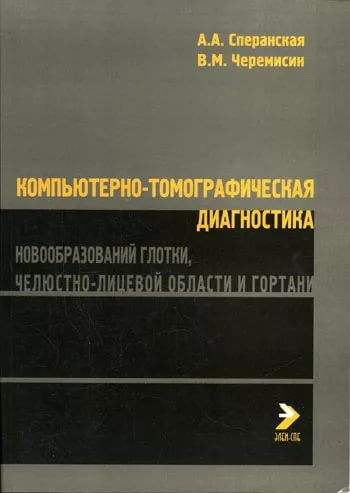 А.А. Сперанская
В.М. Черемисин
КОМПЬЮТЕРНО-ТОМОГРАФИЧЕСКАЯ
ДИАГНОСТИКА
НОВООБРАЗОВАНИЙ ГЛОТКИ,
ЧЕЛЮСТНО-ЛИЦЕВОЙ ОБЛАСТИ И ГОРТАНИ
ЭЛБИ-СПБ